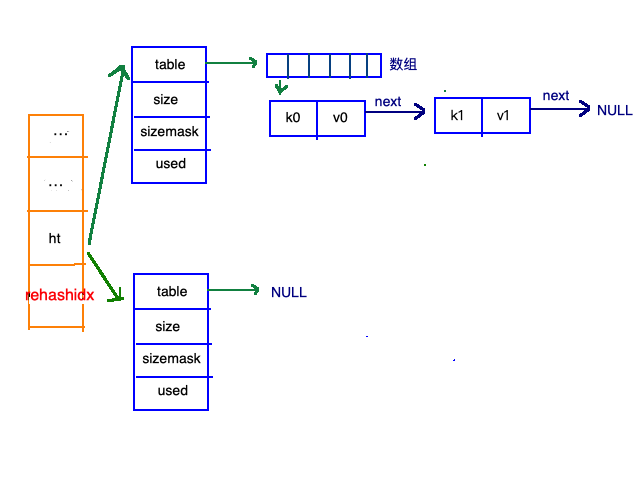 ...
...
ht
rehashidx
table
size
sizemask
used
数组
k0 v0
next
k1 v1
next
NULL
table
size
sizemask
used
NULL